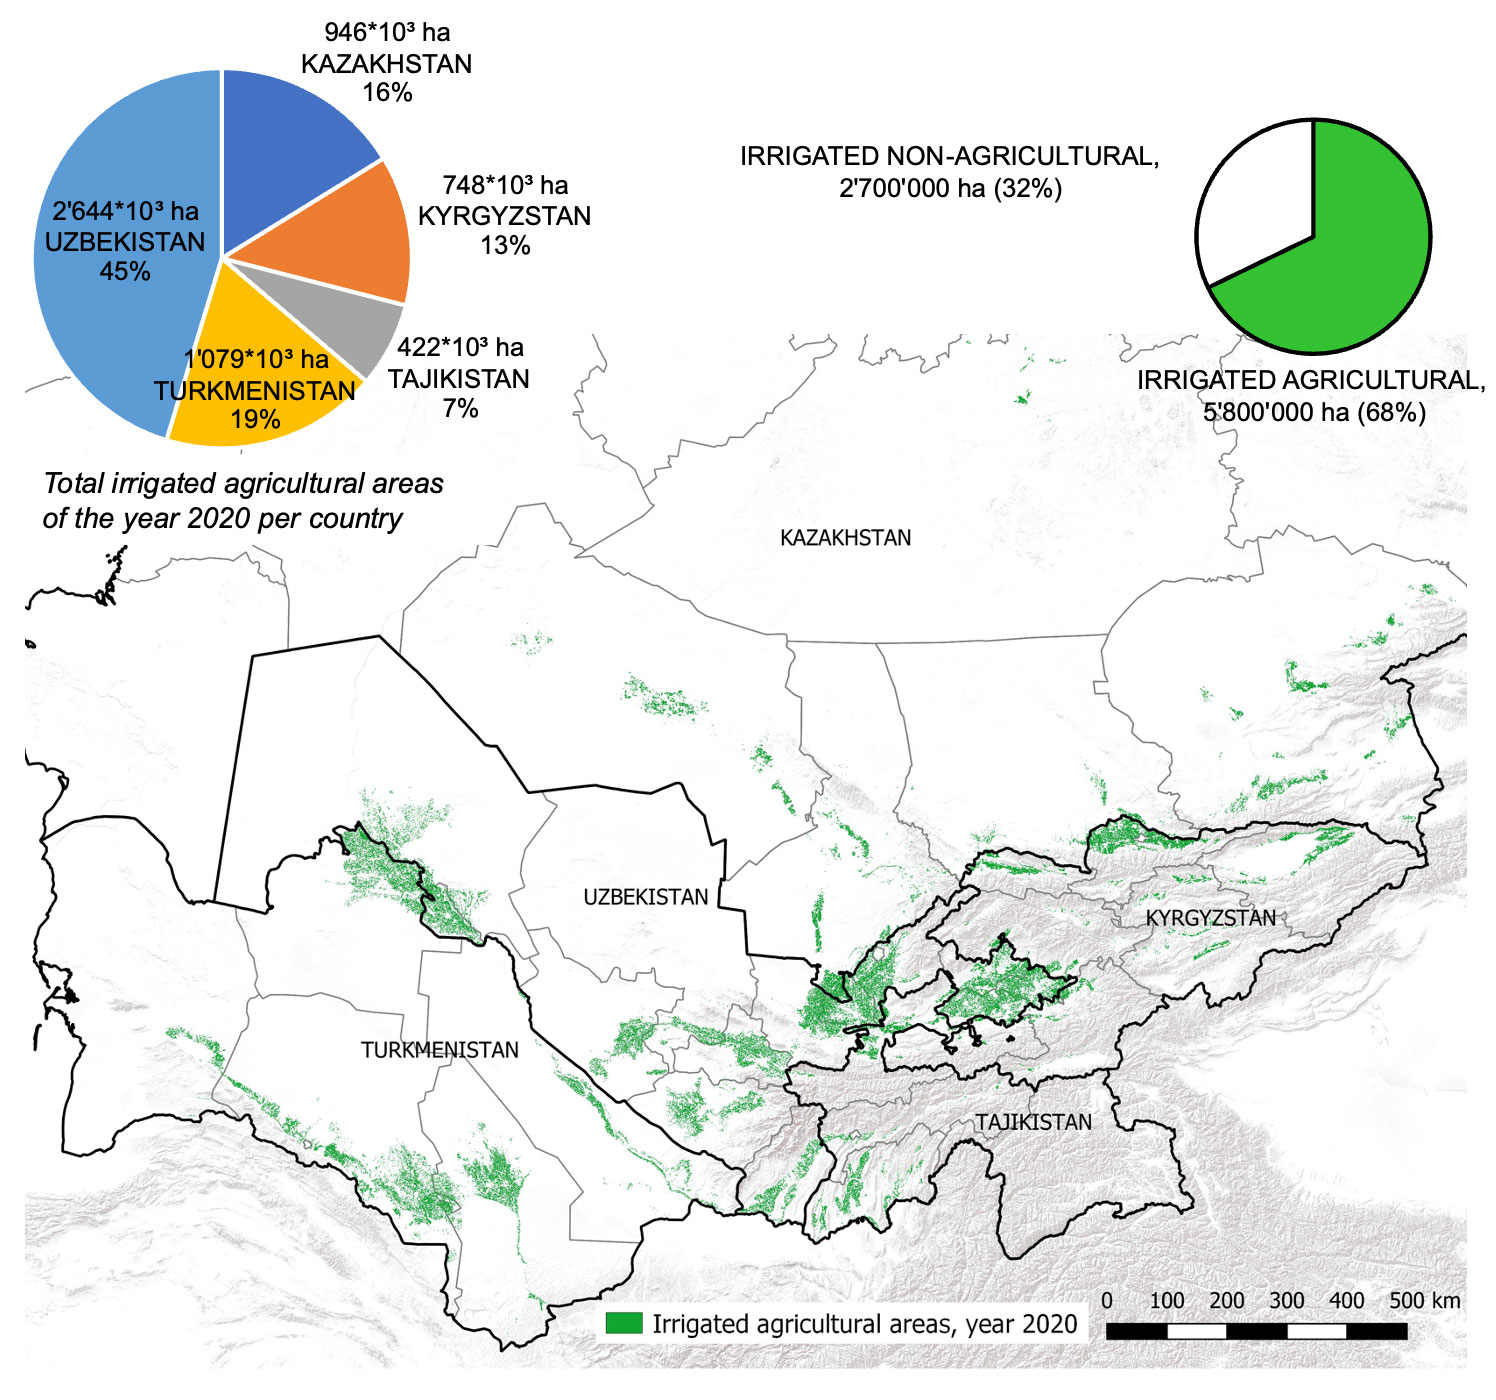 946*10³ ha
KAZAKHSTAN
16%
748*10³ ha
KYRGYZSTAN
13%
2'644*10³ ha
UZBEKISTAN
45%
1'079*10³ ha
TURKMENISTAN
19%
422*10³ ha
TAJIKISTAN
7%
Total irrigated agricultural areas
of the year 2020 per country
IRRIGATED NON-AGRICULTURAL,
2'700'000 ha (32%)
IRRIGATED AGRICULTURAL,
5'800'000 ha (68%)
KAZAKHSTAN
UZBEKISTAN
KYRGYZSTAN
TURKMENISTAN
TAJIKISTAN
Irrigated agricultural areas, year 2020
0 100 200 300 400 500 km